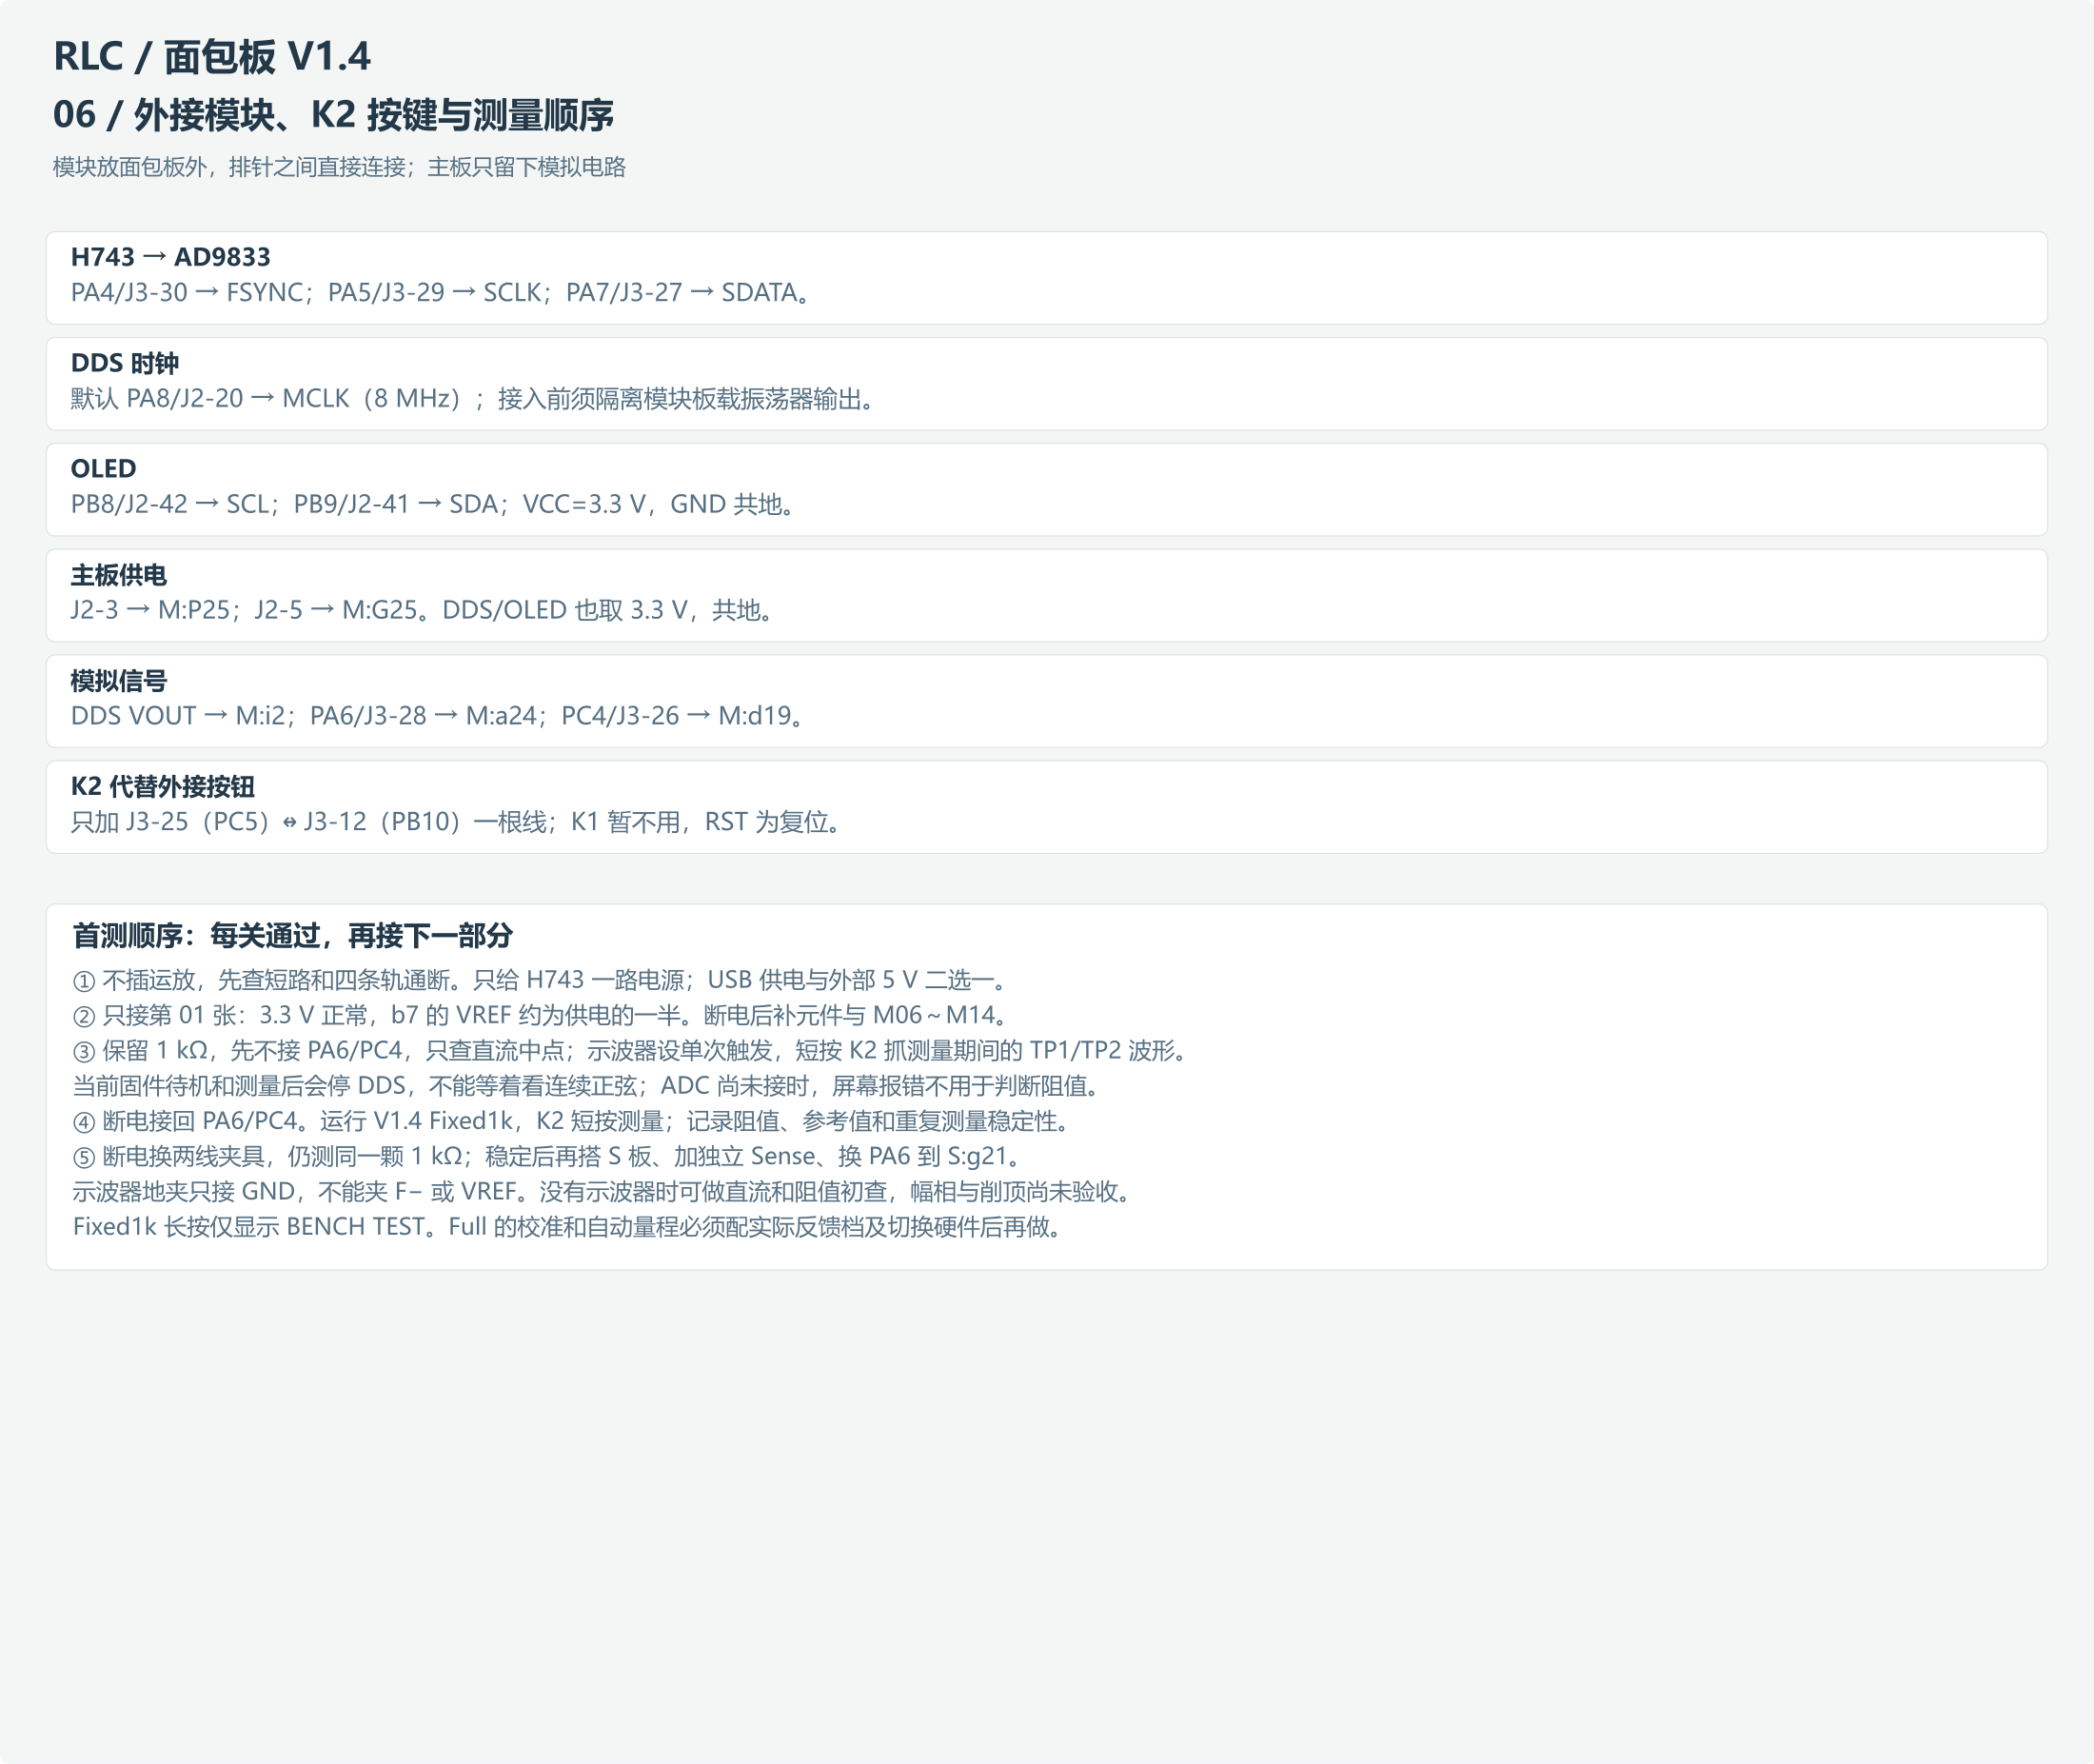 RLC / 面包板 V1.4
06 / 外接模块、K2 按键与测量顺序
模块放面包板外，排针之间直接连接；主板只留下模拟电路
H743 → AD9833
PA4/J3-30 → FSYNC；PA5/J3-29 → SCLK；PA7/J3-27 → SDATA。
DDS 时钟
默认 PA8/J2-20 → MCLK（8 MHz）；接入前须隔离模块板载振荡器输出。
OLED
PB8/J2-42 → SCL；PB9/J2-41 → SDA；VCC=3.3 V，GND 共地。
主板供电
J2-3 → M:P25；J2-5 → M:G25。DDS/OLED 也取 3.3 V，共地。
模拟信号
DDS VOUT → M:i2；PA6/J3-28 → M:a24；PC4/J3-26 → M:d19。
K2 代替外接按钮
只加 J3-25（PC5）↔ J3-12（PB10）一根线；K1 暂不用，RST 为复位。
首测顺序：每关通过，再接下一部分
① 不插运放，先查短路和四条轨通断。只给 H743 一路电源；USB 供电与外部 5 V 二选一。
② 只接第 01 张：3.3 V 正常，b7 的 VREF 约为供电的一半。断电后补元件与 M06～M14。
③ 保留 1 kΩ，先不接 PA6/PC4，只查直流中点；示波器设单次触发，短按 K2 抓测量期间的 TP1/TP2 波形。
当前固件待机和测量后会停 DDS，不能等着看连续正弦；ADC 尚未接时，屏幕报错不用于判断阻值。
④ 断电接回 PA6/PC4。运行 V1.4 Fixed1k，K2 短按测量；记录阻值、参考值和重复测量稳定性。
⑤ 断电换两线夹具，仍测同一颗 1 kΩ；稳定后再搭 S 板、加独立 Sense、换 PA6 到 S:g21。
示波器地夹只接 GND，不能夹 F− 或 VREF。没有示波器时可做直流和阻值初查，幅相与削顶尚未验收。
Fixed1k 长按仅显示 BENCH TEST。Full 的校准和自动量程必须配实际反馈档及切换硬件后再做。